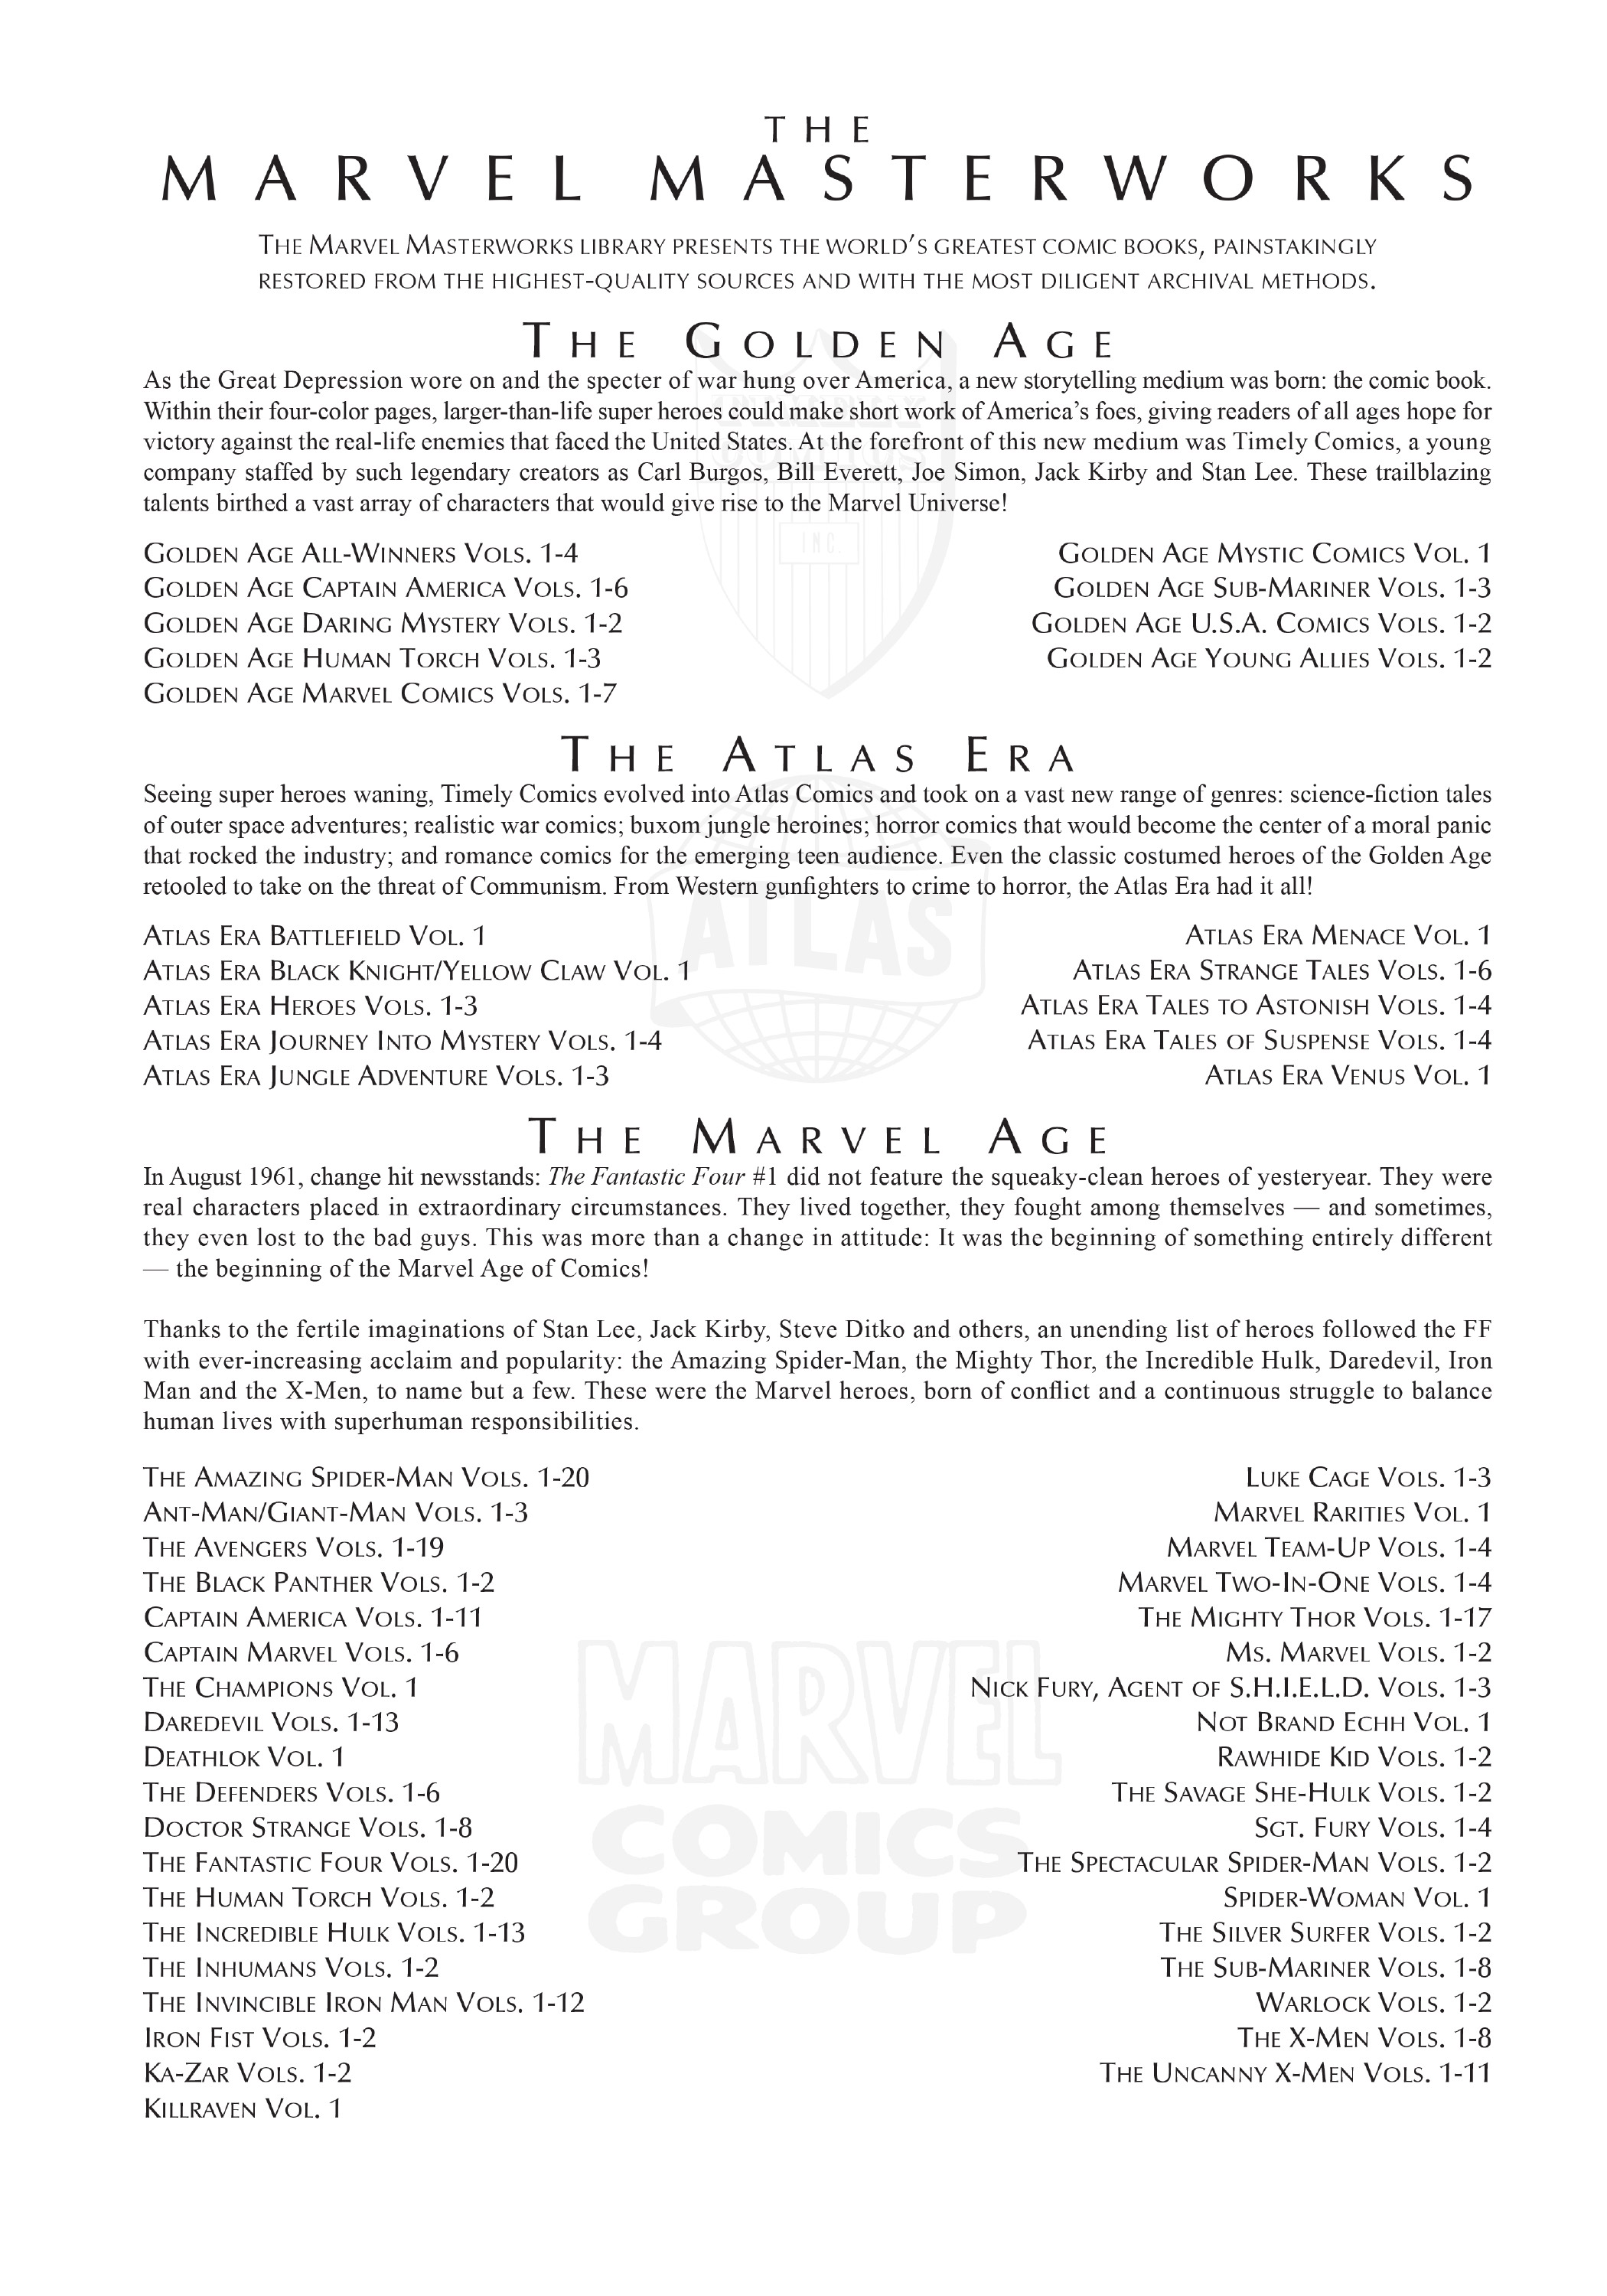 THE
MARVEL MASTERWORKS
THE MARVEL MASTERWORKS LIBRARY PRESENTS THE WORLD'S GREATEST COMIC BOOKS, PAINSTAKINGLY
RESTORED FROM THE HIGHEST-QUALITY SOURCES AND WITH THE MOST DILIGENT ARCHIVAL METHODS.
THE GOLDEN AGE
As the Great Depression wore on and the specter of war hung over America, a new storytelling medium was born: the comic book.
Within their four-color pages, larger-than-life super heroes could make short work of America's foes, giving readers of all ages hope for
victory against the real-life enemies that faced the United States. At the forefront of this new medium was Timely Comics, a young
company staffed by such legendary creators as Carl Burgos, Bill Everett, Joe Simon, Jack Kirby and Stan Lee. These trailblazing
talents birthed a vast array of characters that would give rise to the Marvel Universe!
TIMELY
COMICS
INC.
GOLDEN AGE ALL-WINNERS VOLS. 1-4
GOLDEN AGE CAPTAIN AMERICA VOLS. 1-6
GOLDEN AGE DARING MYSTERY VOLS. 1-2
GOLDEN AGE HUMAN TORCH VOLS. 1-3
GOLDEN AGE MARVEL COMICS VOLS. 1-7
GOLDEN AGE MYSTIC COMICS VOL. 1
GOLDEN AGE SUB-MARINER VOLS. 1-3
GOLDEN AGE U.S.A. COMICS VOLS. 1-2
GOLDEN AGE YOUNG ALLIES VOLS. 1-2
THE ATLAS ERA
Seeing super heroes waning, Timely Comics evolved into Atlas Comics and took on a vast new range of genres: science-fiction tales
of outer space adventures; realistic war comics; buxom jungle heroines; horror comics that would become the center of a moral panic
that rocked the industry; and romance comics for the emerging teen audience. Even the classic costumed heroes of the Golden Age
retooled to take on the threat of Communism. From Western gunfighters to crime to horror, the Atlas Era had it all!
ATLAS
ATLAS ERA BATTLEFIELD VOL. 1
ATLAS ERA BLACK KNIGHT/YELLOW CLAW VOL. 1
ATLAS ERA HEROES VOLS. 1-3
ATLAS ERA JOURNEY INTO MYSTERY VOLS. 1-4
ATLAS ERA JUNGLE ADVENTURE VOLS. 1-3
ATLAS ERA MENACE VOL. 1
ATLAS ERA STRANGE TALES VOLS. 1-6
ATLAS ERA TALES TO ASTONISH VOLS. 1-4
ATLAS ERA TALES OF SUSPENSE VOLS. 1-4
ATLAS ERA VENUS VOL. 1
THE MARVEL AGE
In August 1961, change hit newsstands: The Fantastic Four #1 did not feature the squeaky-clean heroes of yesteryear. They were
real characters placed in extraordinary circumstances. They lived together, they fought among themselves — and sometimes,
they even lost to the bad guys. This was more than a change in attitude: It was the beginning of something entirely different
— the beginning of the Marvel Age of Comics!
Thanks to the fertile imaginations of Stan Lee, Jack Kirby, Steve Ditko and others, an unending list of heroes followed the FF
with ever-increasing acclaim and popularity: the Amazing Spider-Man, the Mighty Thor, the Incredible Hulk, Daredevil, Iron
Man and the X-Men, to name but a few. These were the Marvel heroes, born of conflict and a continuous struggle to balance
human lives with superhuman responsibilities.
THE AMAZING SPIDER-MAN VOLS. 1-20
ANT-MAN/GIANT-MAN VOLS. 1-3
THE AVENGERS VOLS. 1-19
THE BLACK PANTHER VOLS. 1-2
CAPTAIN AMERICA VOLS. 1-11
CAPTAIN MARVEL VOLS. 1-6
THE CHAMPIONS VOL. 1
DAREDEVIL VOLS. 1-13
DEATHLOK VOL. 1
THE DEFENDERS VOLS. 1-6
DOCTOR STRANGE VOLS. 1-8
THE FANTASTIC FOUR VOLS. 1-20
THE HUMAN TORCH VOLS. 1-2
THE INCREDIBLE HULK VOLS. 1-13
THE INHUMANS VOLS. 1-2
THE INVINCIBLE IRON MAN VOLS. 1-12
IRON FIST VOLS. 1-2
KA-ZAR VOLS. 1-2
KILLRAVEN VOL. 1
MARVEL
COMICS
GROUP
LUKE CAGE VOLS. 1-3
MARVEL RARITIES VOL. 1
MARVEL TEAM-UP VOLS. 1-4
MARVEL TWO-IN-ONE VOLS. 1-4
THE MIGHTY THOR VOLS. 1-17
MS. MARVEL VOLS. 1-2
NICK FURY, AGENT OF S.H.I.E.L.D. VOLS. 1-3
NOT BRAND ECHH VOL. 1
RAWHIDE KID VOLS. 1-2
THE SAVAGE SHE-HULK VOLS. 1-2
SGT. FURY VOLS. 1-4
THE SPECTACULAR SPIDER-MAN VOLS. 1-2
SPIDER-WOMAN VOL. 1
THE SILVER SURFER VOLS. 1-2
THE SUB-MARINER VOLS. 1-8
WARLOCK VOLS. 1-2
THE X-MEN VOLS. 1-8
THE UNCANNY X-MEN VOLS. 1-11